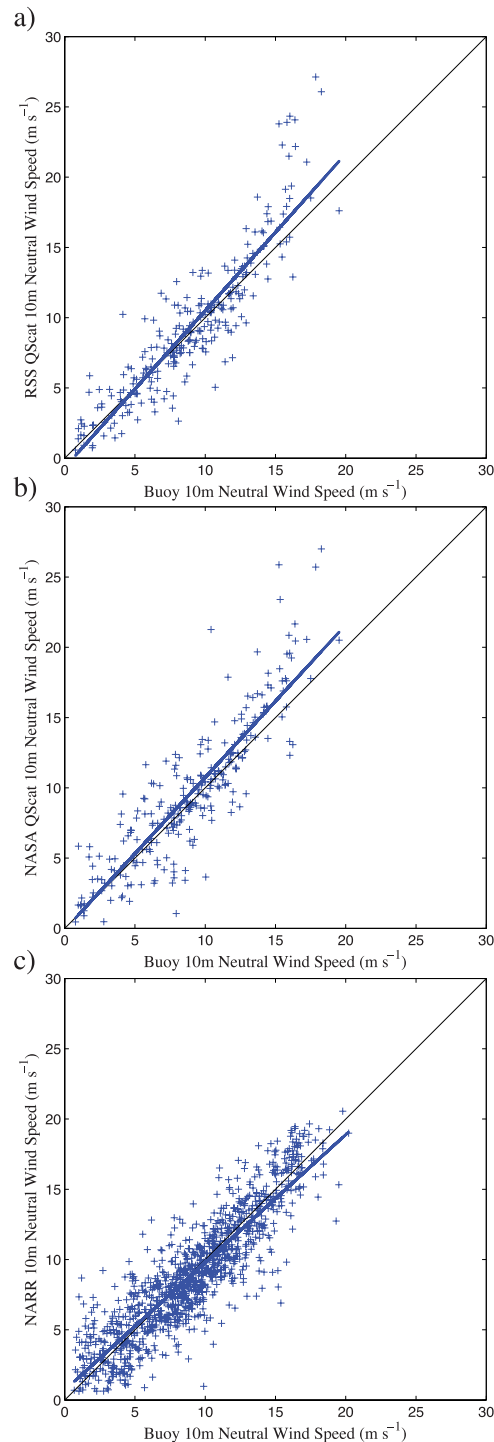 a)
30
25
20
15
10
5
0
RSS QScat 10m Neutral Wind Speed (m s⁻¹)
0 5 10 15 20 25 30
Buoy 10m Neutral Wind Speed (m s⁻¹)
b)
30
25
20
15
10
5
0
NASA QScat 10m Neutral Wind Speed (m s⁻¹)
0 5 10 15 20 25 30
Buoy 10m Neutral Wind Speed (m s⁻¹)
c)
30
25
20
15
10
5
0
NARR 10m Neutral Wind Speed (m s⁻¹)
0 5 10 15 20 25 30
Buoy 10m Neutral Wind Speed (m s⁻¹)